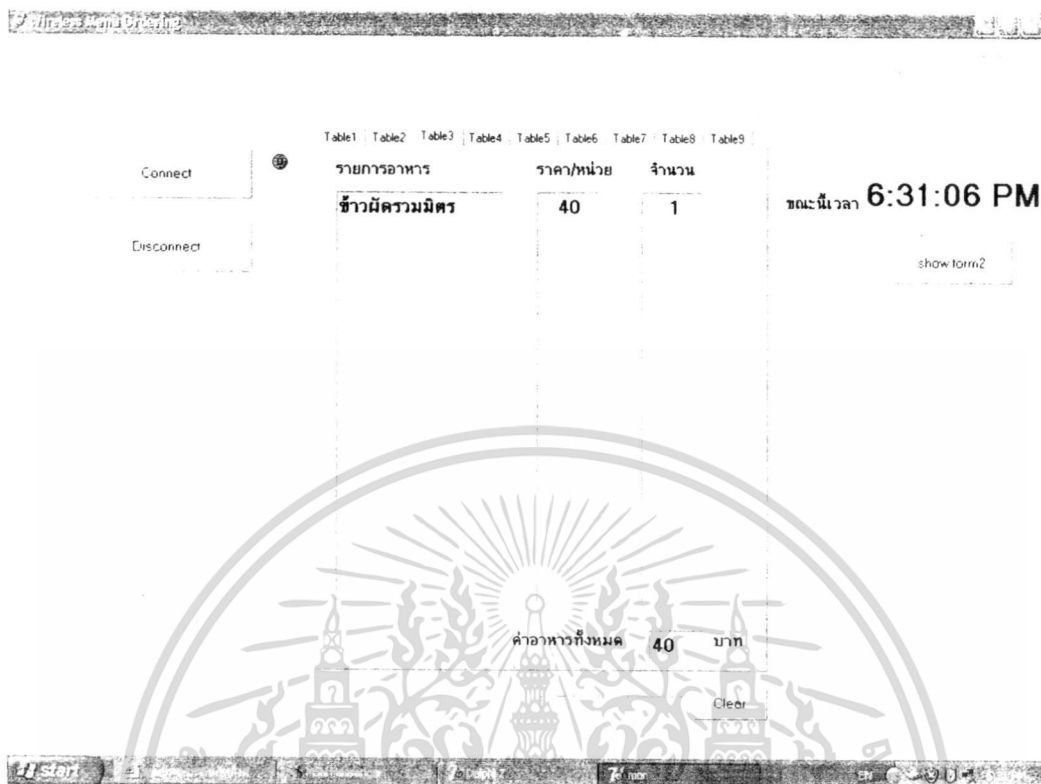 Wireless Menu Ordering
Table1 Table2 Table3 Table4 Table5 Table6 Table7 Table8 Table9
Connect
รายการอาหาร ราคา/หน่วย จำนวน
ข้าวผัดรวมมิตร 40 1
ขณะนี้เวลา 6:31:06 PM
Disconnect
show form2
ค่าอาหารทั้งหมด 40 บาท
Clear
Start
Delphi 7
EN